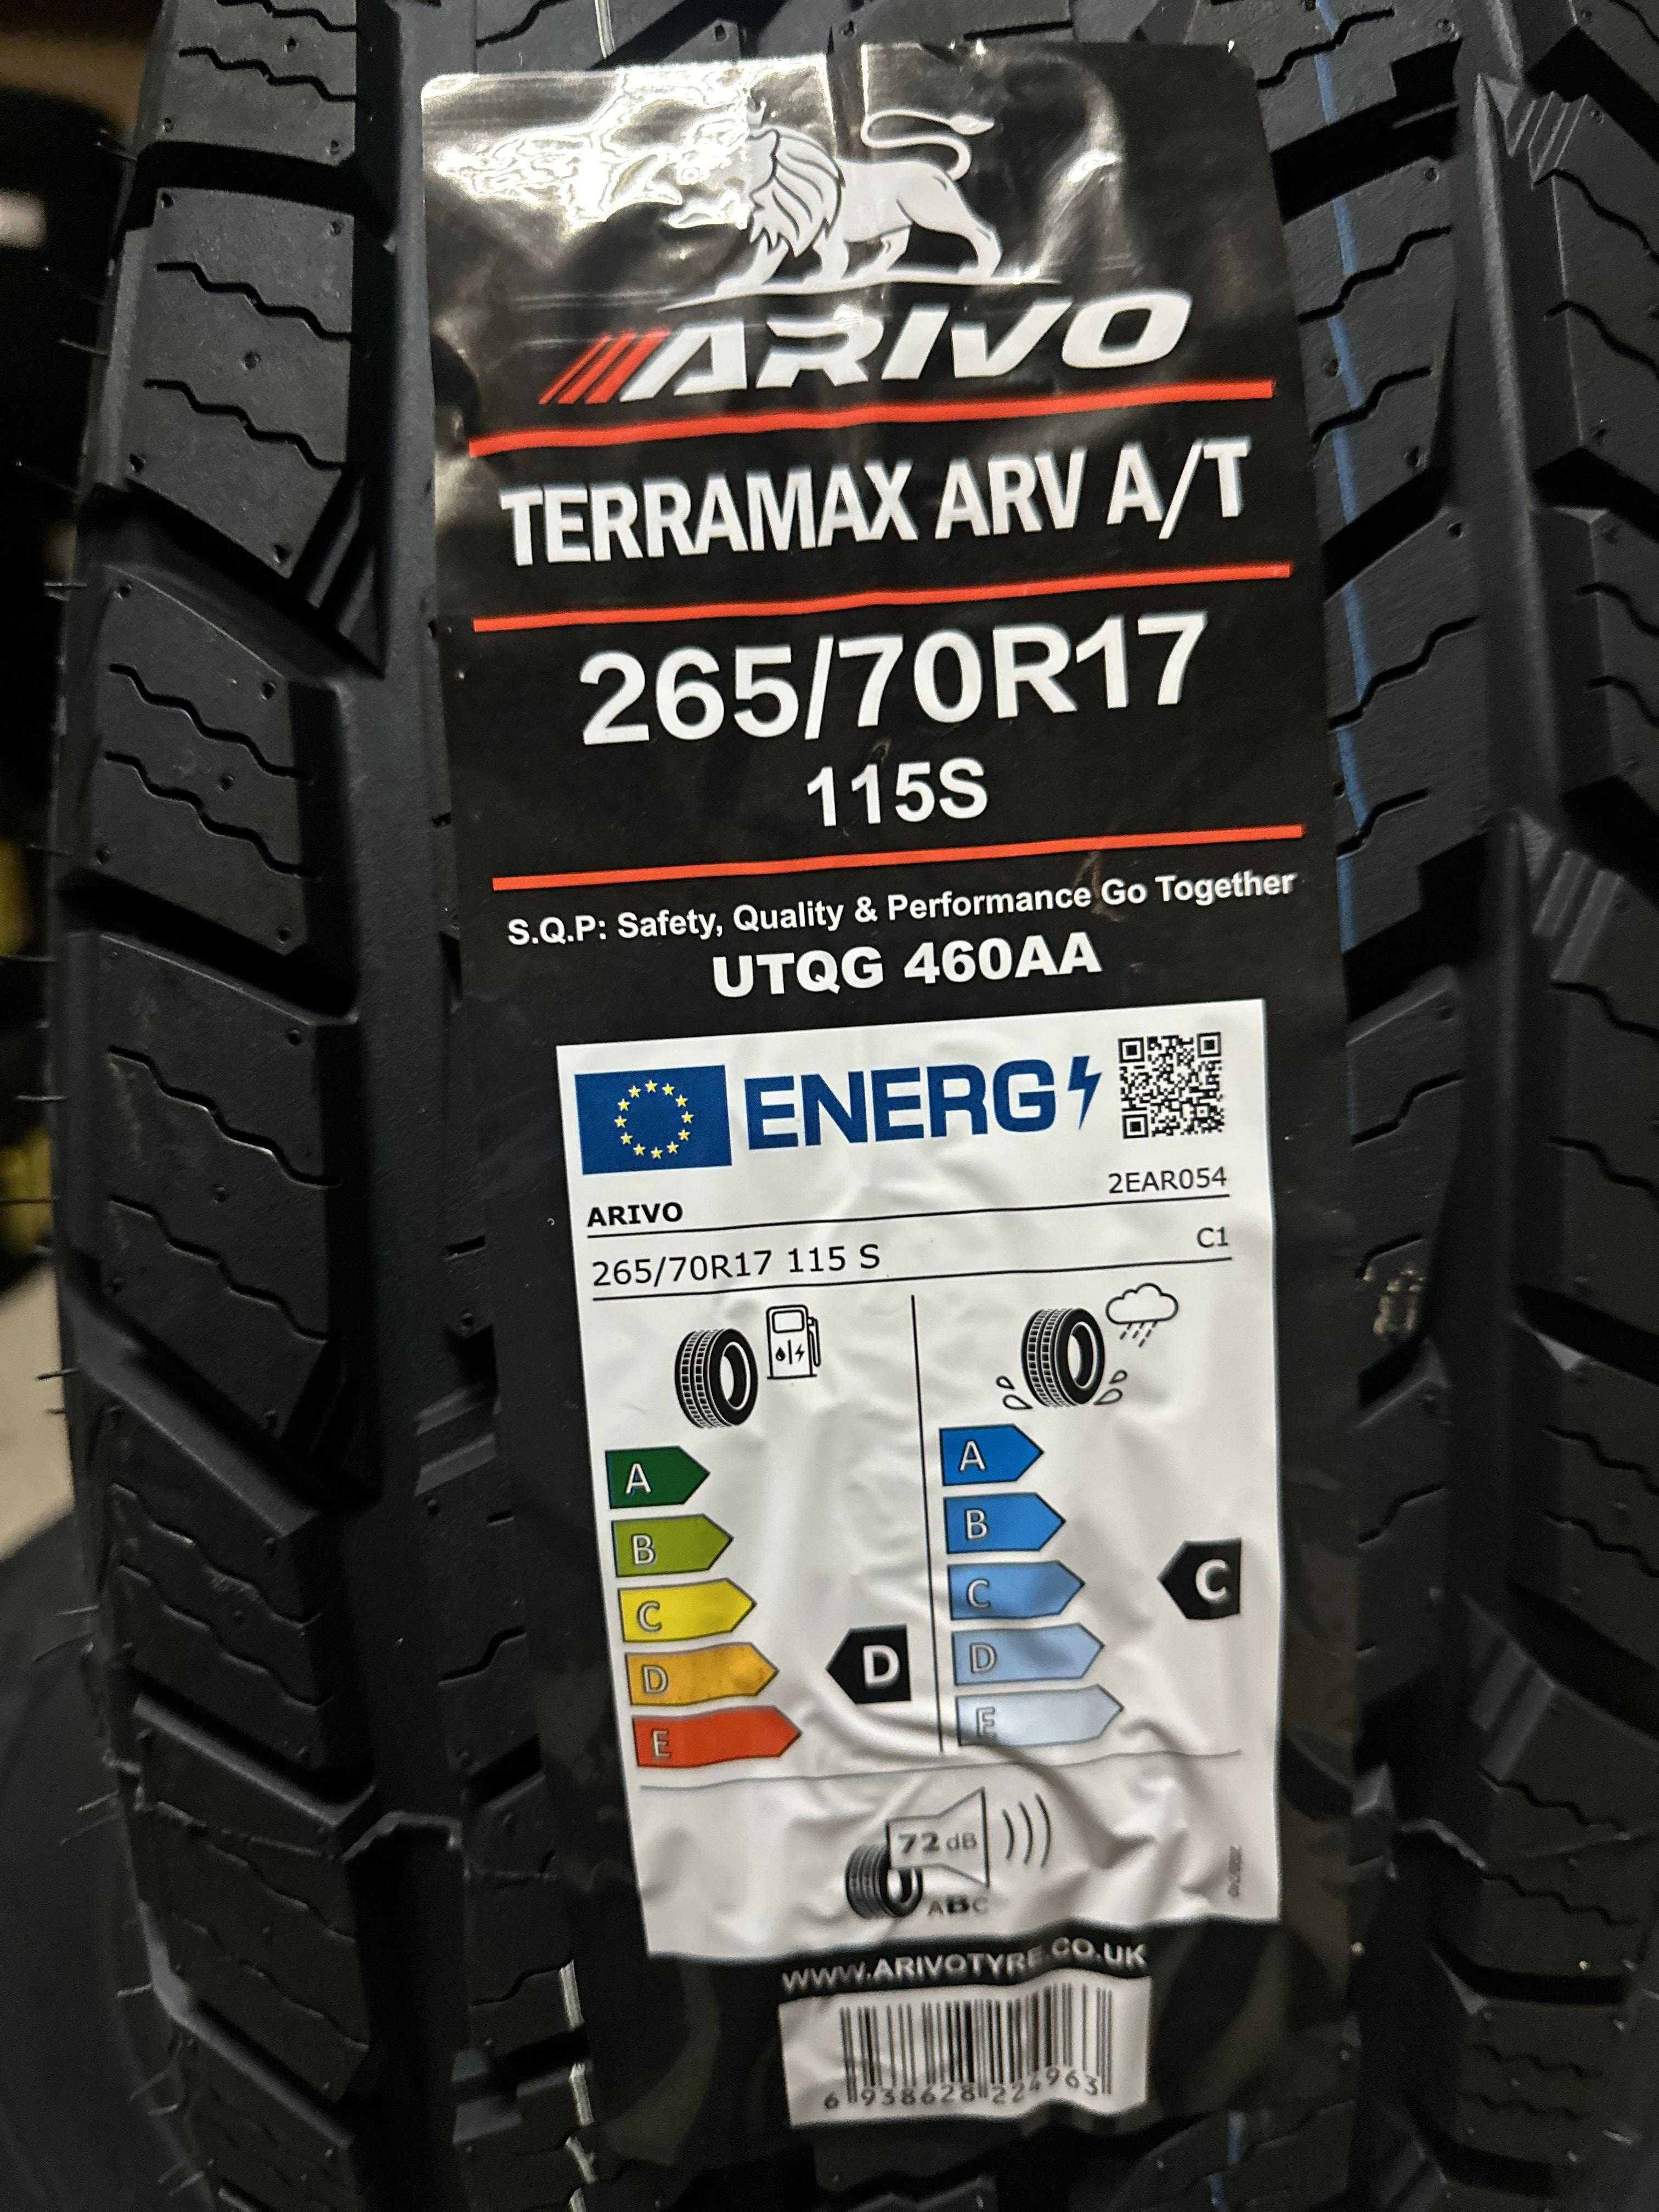 ARIVO
TERRAMAX ARV A/T
265/70R17
115S
S.Q.P: Safety, Quality & Performance Go Together
UTQG 460AA
ENERG
ARIVO 2EAR054
265/70R17 115 S C1
A A
B B
C C C
D D D
E E
72 dB
ABC
WWW.ARIVOTYRE.CO.UK
6 938628 224963